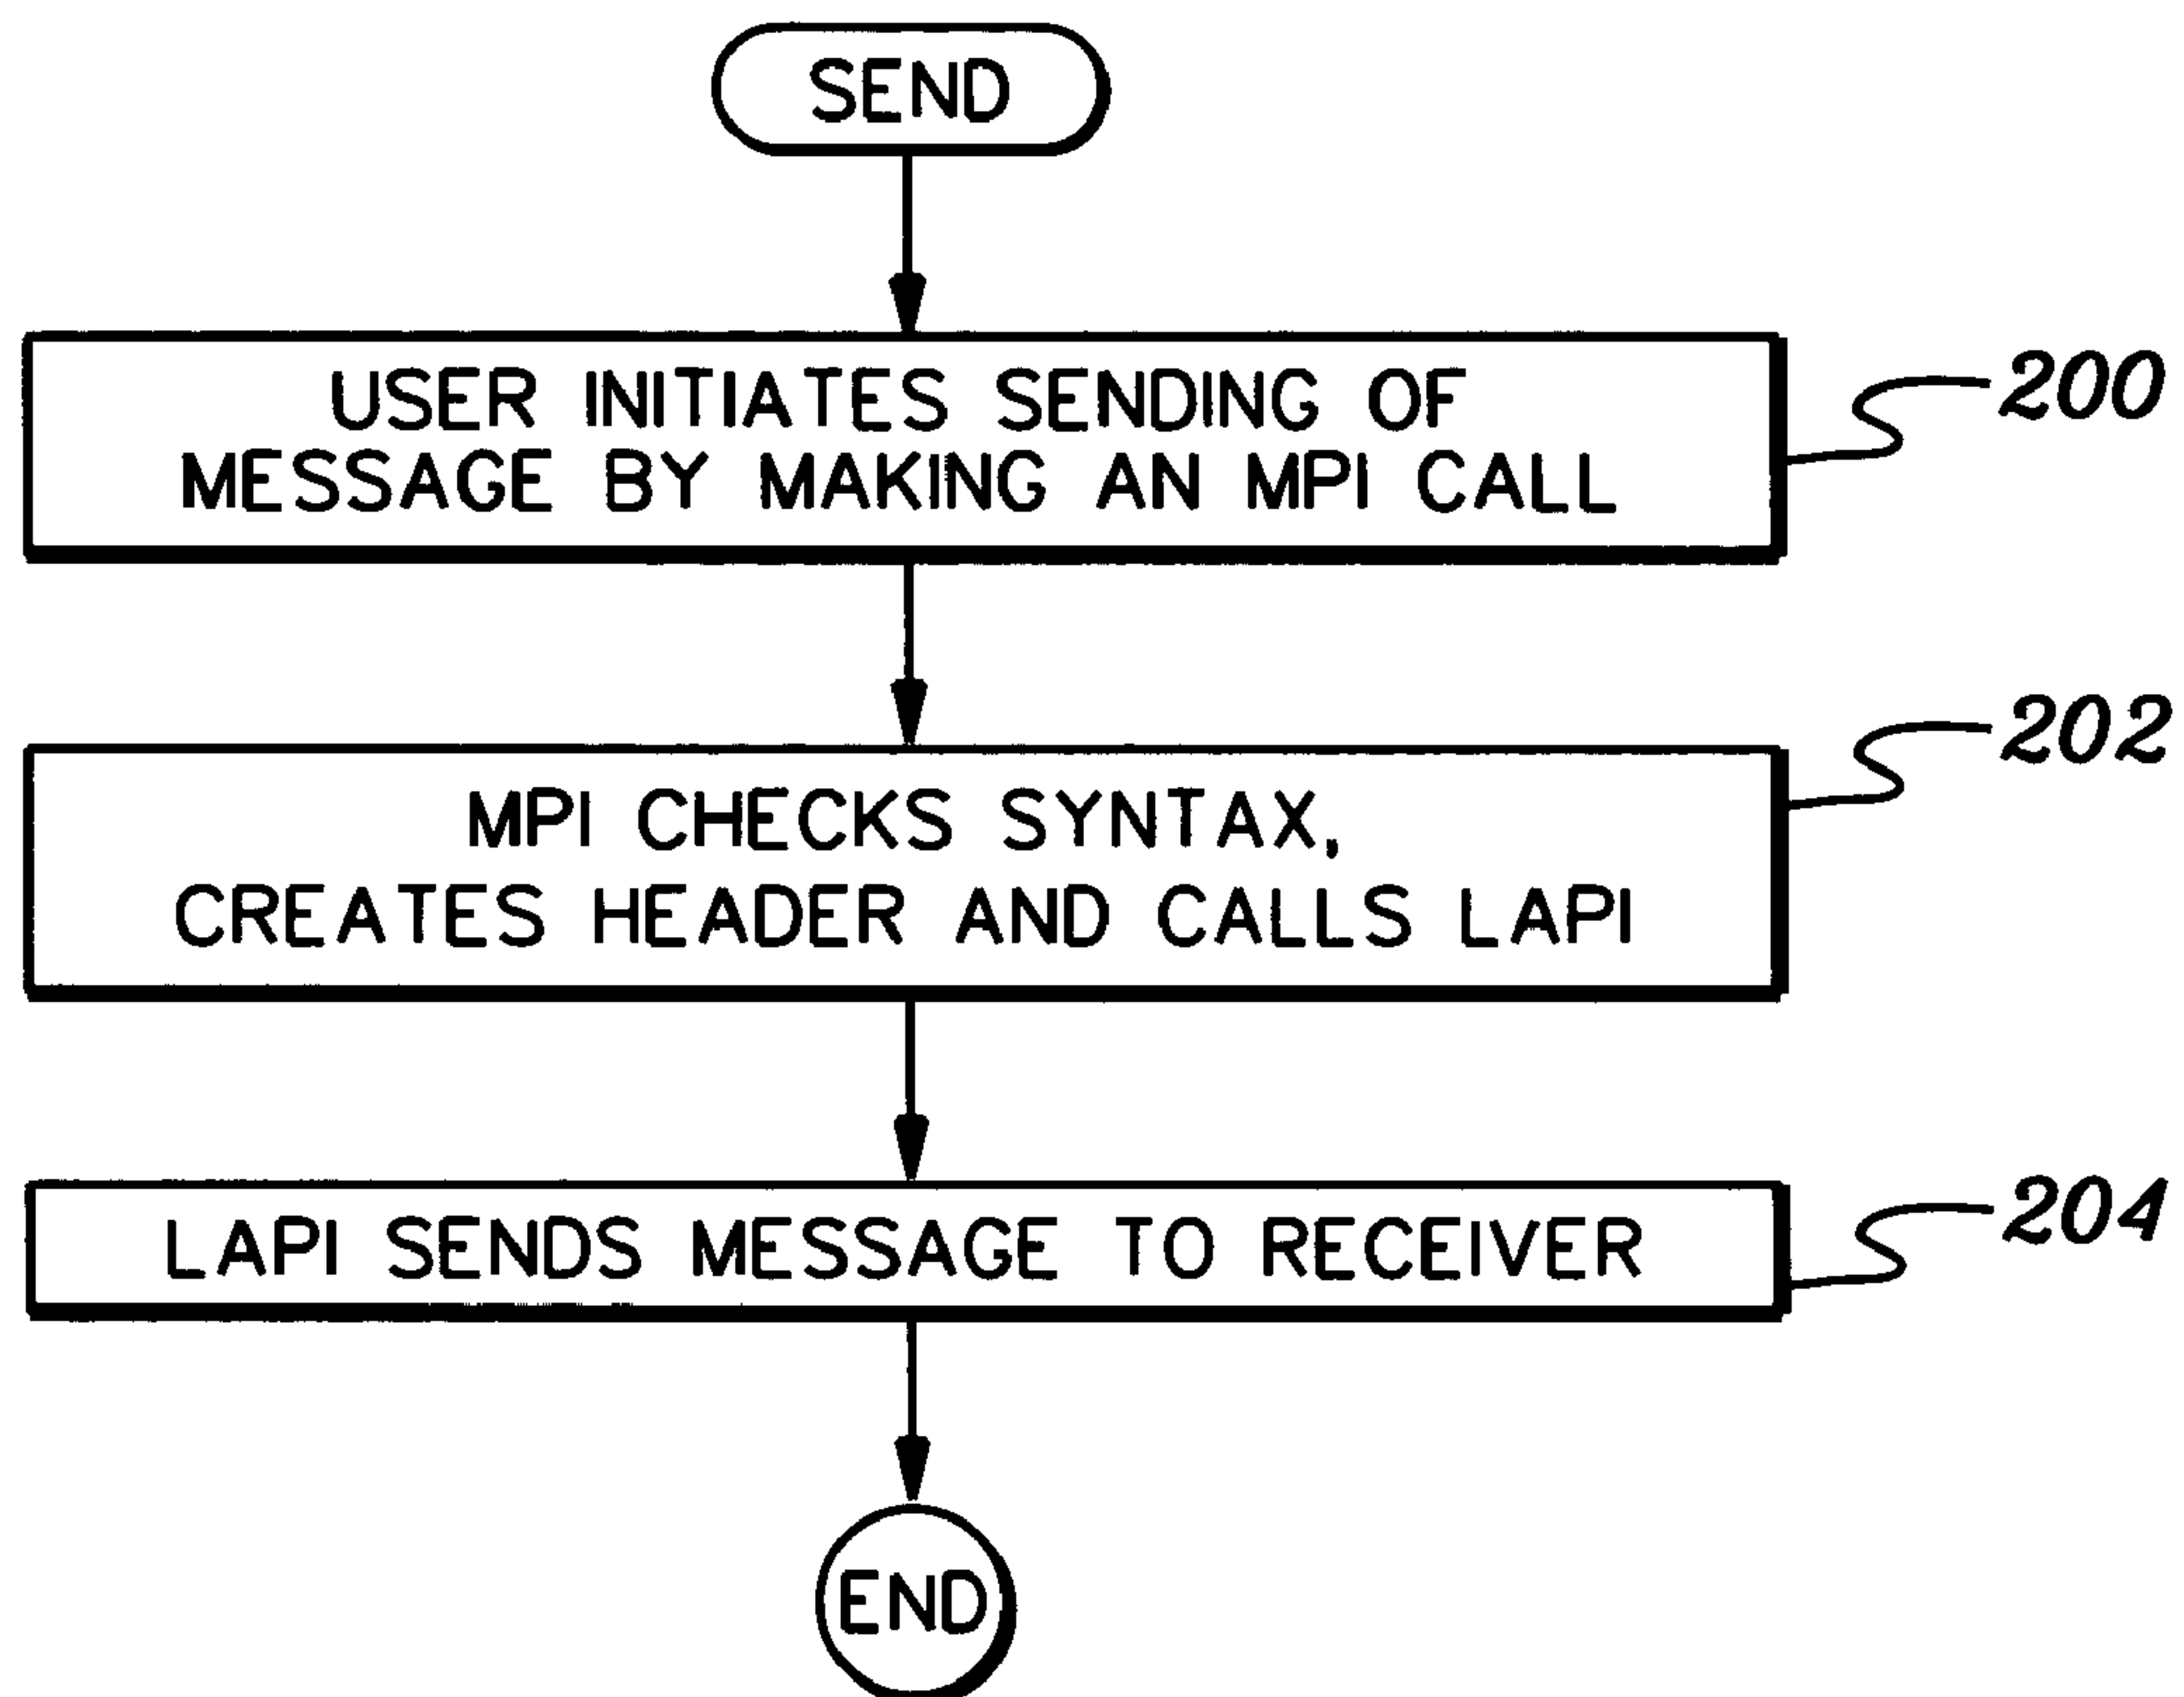 SEND
USER INITIATES SENDING OF
MESSAGE BY MAKING AN MPI CALL
200
MPI CHECKS SYNTAX,
CREATES HEADER AND CALLS LAPI
202
LAPI SENDS MESSAGE TO RECEIVER
204
END